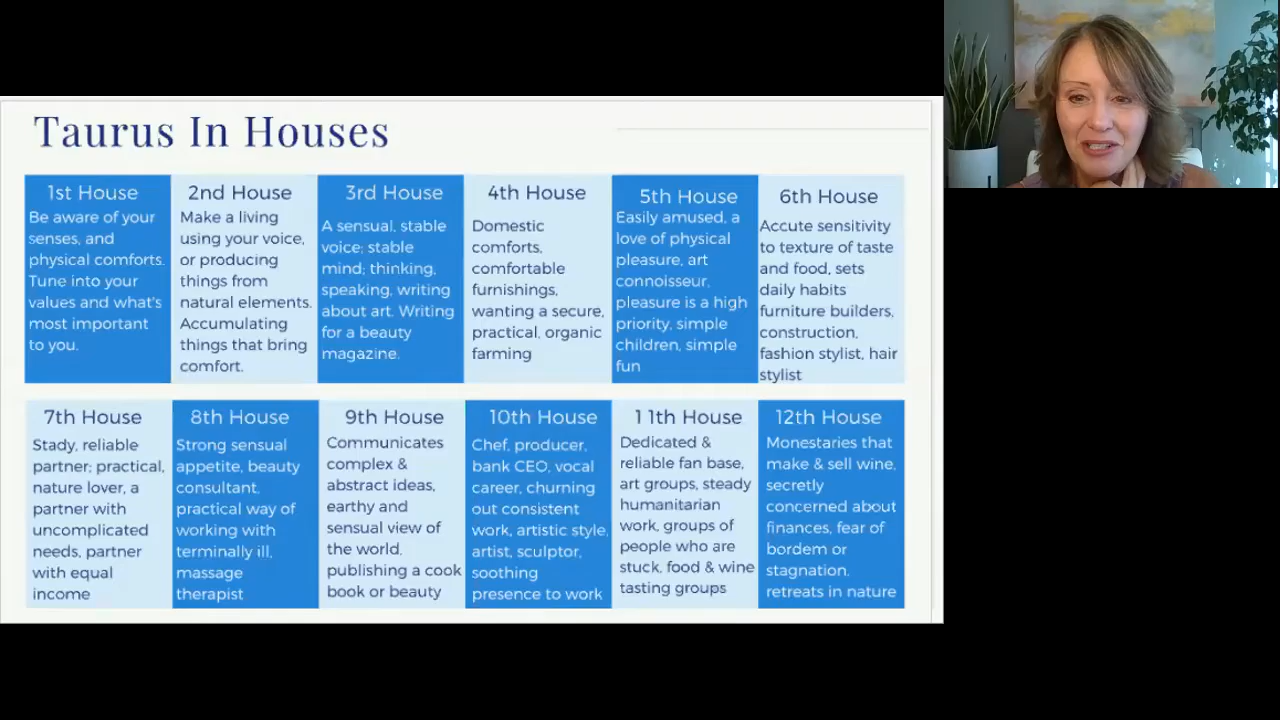 Taurus In Houses
1st House
Be aware of your
senses, and
physical comforts.
Tune into your
values and what's
most important
to you.
2nd House
Make a living
using your voice,
or producing
things from
natural elements.
Accumulating
things that bring
comfort.
3rd House
A sensual, stable
voice; stable
mind; thinking,
speaking, writing
about art. Writing
for a beauty
magazine.
4th House
Domestic
comforts,
comfortable
furnishings,
wanting a secure,
practical, organic
farming
5th House
Easily amused, a
love of physical
pleasure, art
connoisseur,
pleasure is a high
priority, simple
children, simple
fun
6th House
Accute sensitivity
to texture of taste
and food, sets
daily habits
furniture builders,
construction,
fashion stylist, hair
stylist
7th House
Stady, reliable
partner; practical,
nature lover, a
partner with
uncomplicated
needs, partner
with equal
income
8th House
Strong sensual
appetite, beauty
consultant,
practical way of
working with
terminally ill,
massage
therapist
9th House
Communicates
complex &
abstract ideas,
earthy and
sensual view of
the world,
publishing a cook
book or beauty
10th House
Chef, producer,
bank CEO, vocal
career, churning
out consistent
work, artistic style,
artist, sculptor,
soothing
presence to work
11th House
Dedicated &
reliable fan base,
art groups, steady
humanitarian
work, groups of
people who are
stuck, food & wine
tasting groups
12th House
Monestaries that
make & sell wine,
secretly
concerned about
finances, fear of
bordem or
stagnation,
retreats in nature